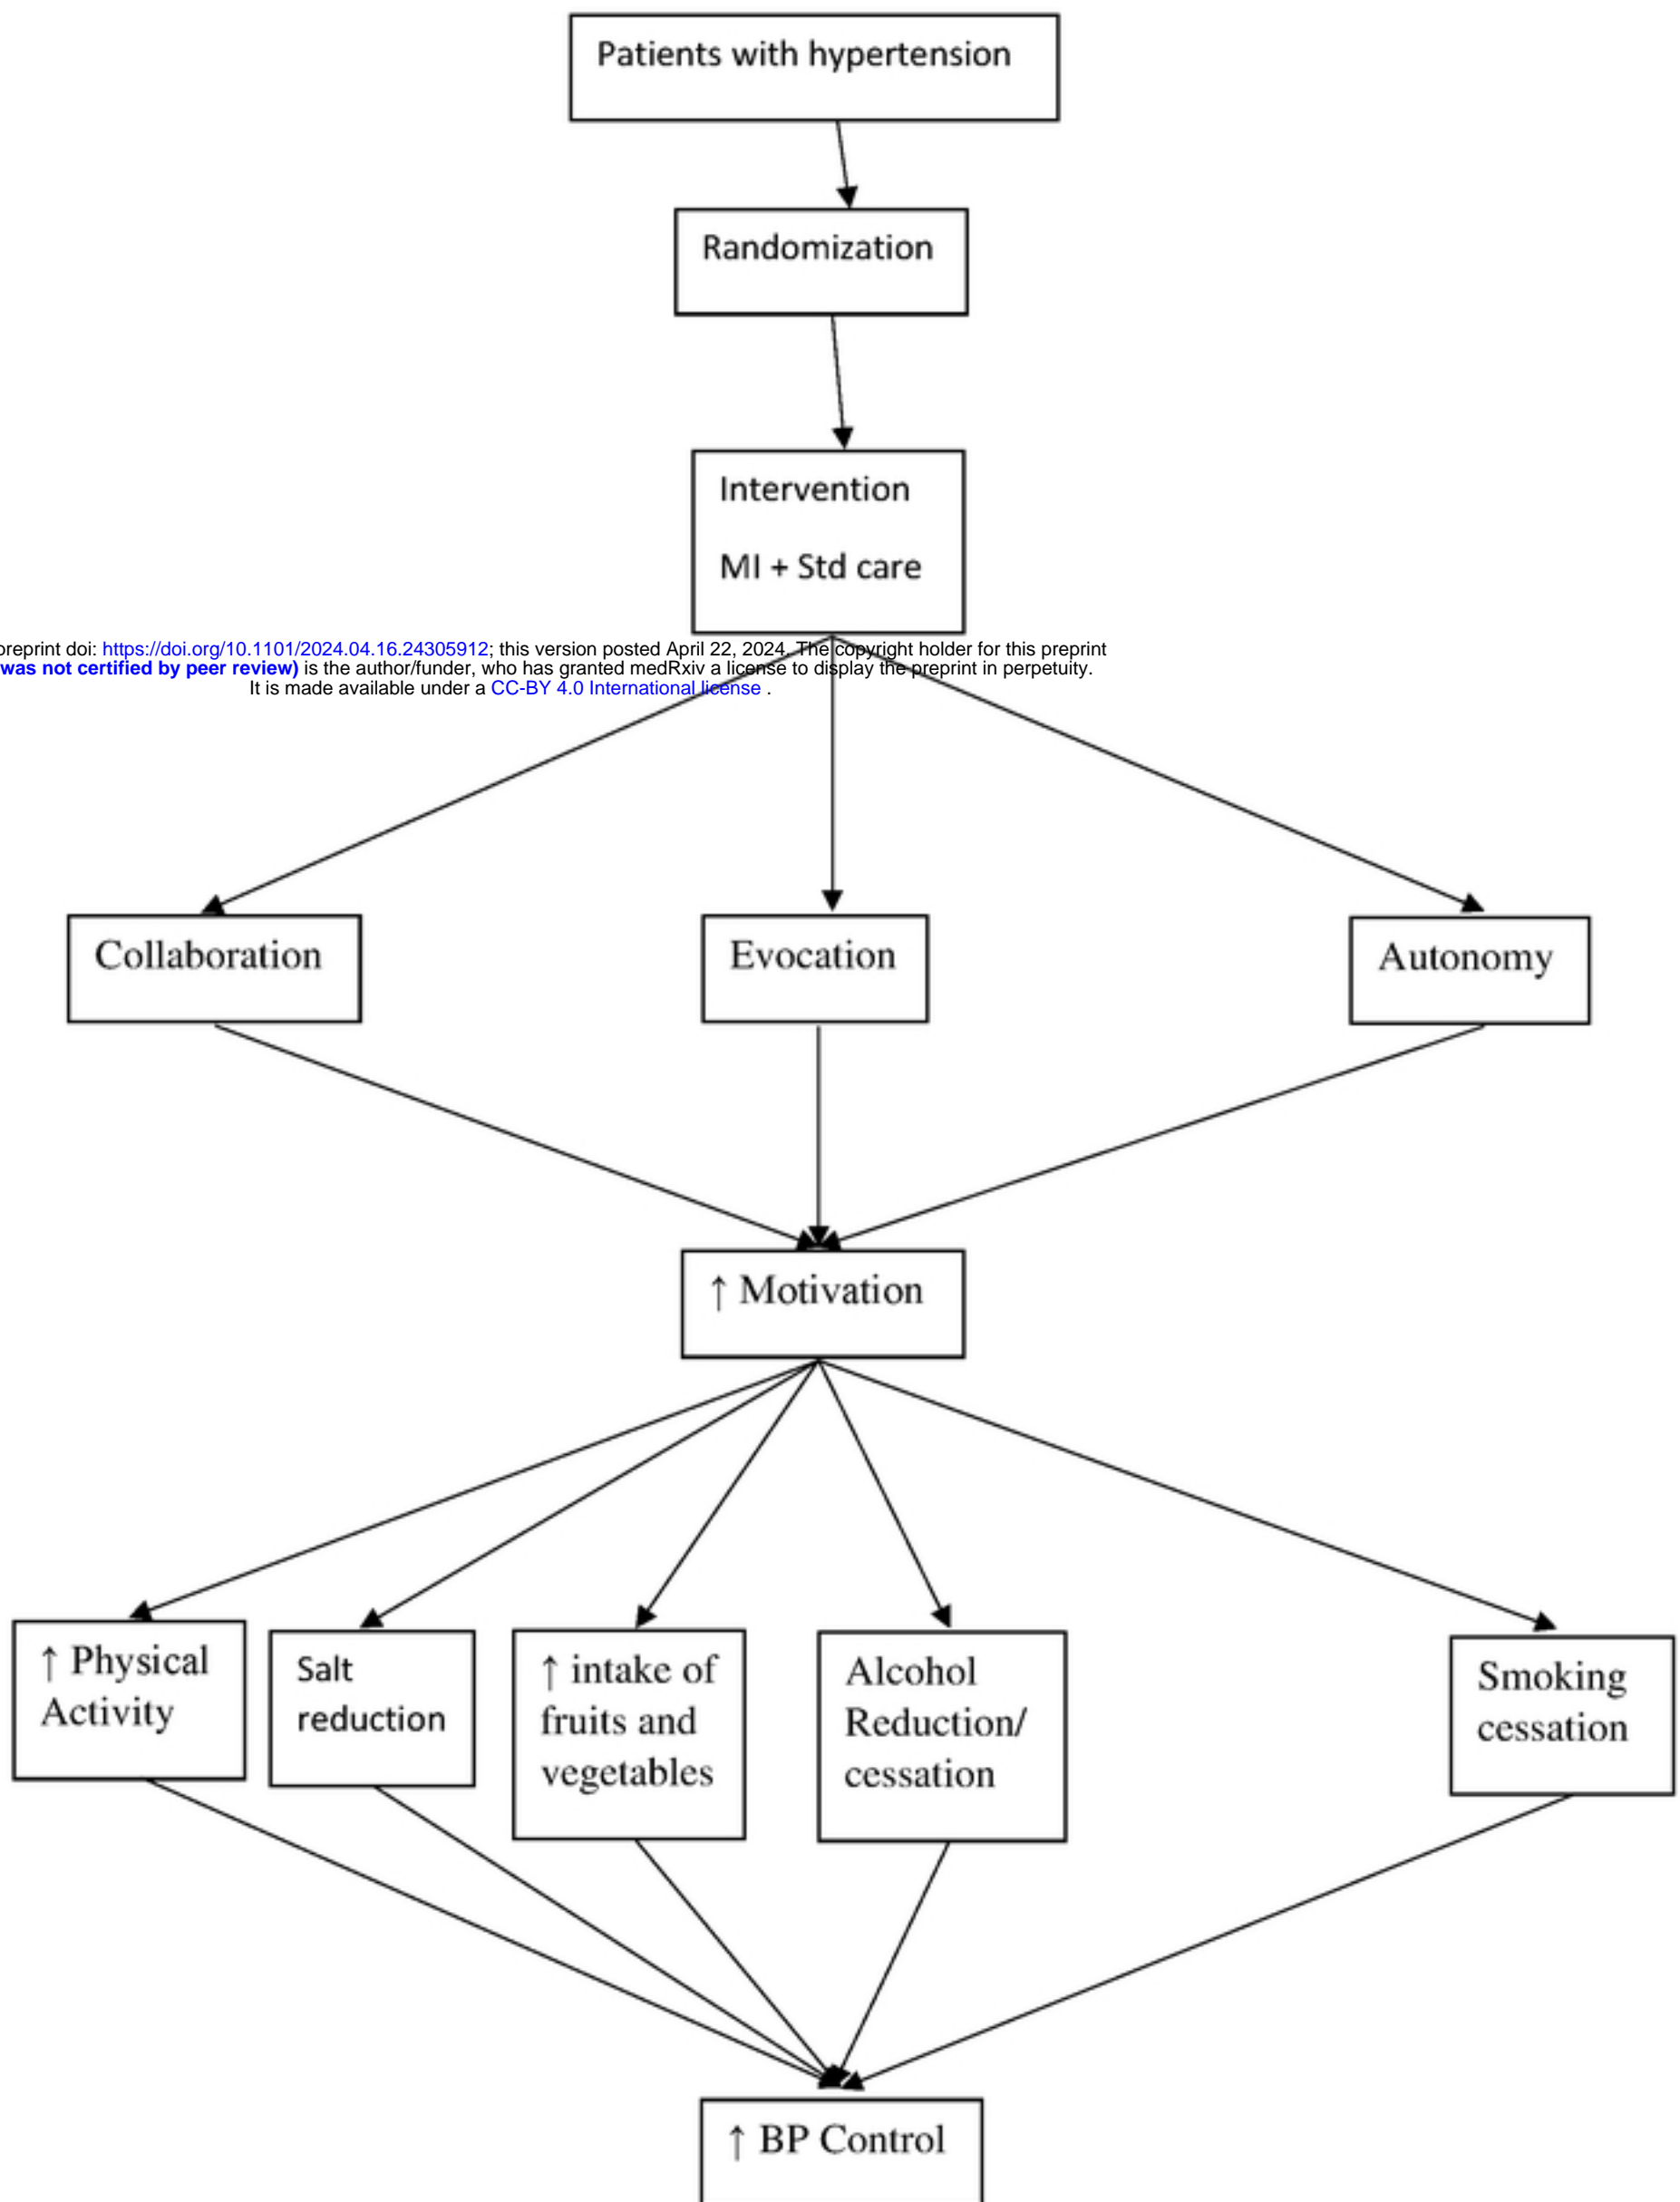 Patients with hypertension
Randomization
Intervention
MI + Std care
preprint doi: https://doi.org/10.1101/2024.04.16.24305912; this version posted April 22, 2024. The copyright holder for this preprint
was not certified by peer review) is the author/funder, who has granted medRxiv a license to display the preprint in perpetuity.
It is made available under a CC-BY 4.0 International license .
Collaboration
Evocation
Autonomy
↑ Motivation
↑ Physical
Activity
Salt
reduction
↑ intake of
fruits and
vegetables
Alcohol
Reduction/
cessation
Smoking
cessation
↑ BP Control